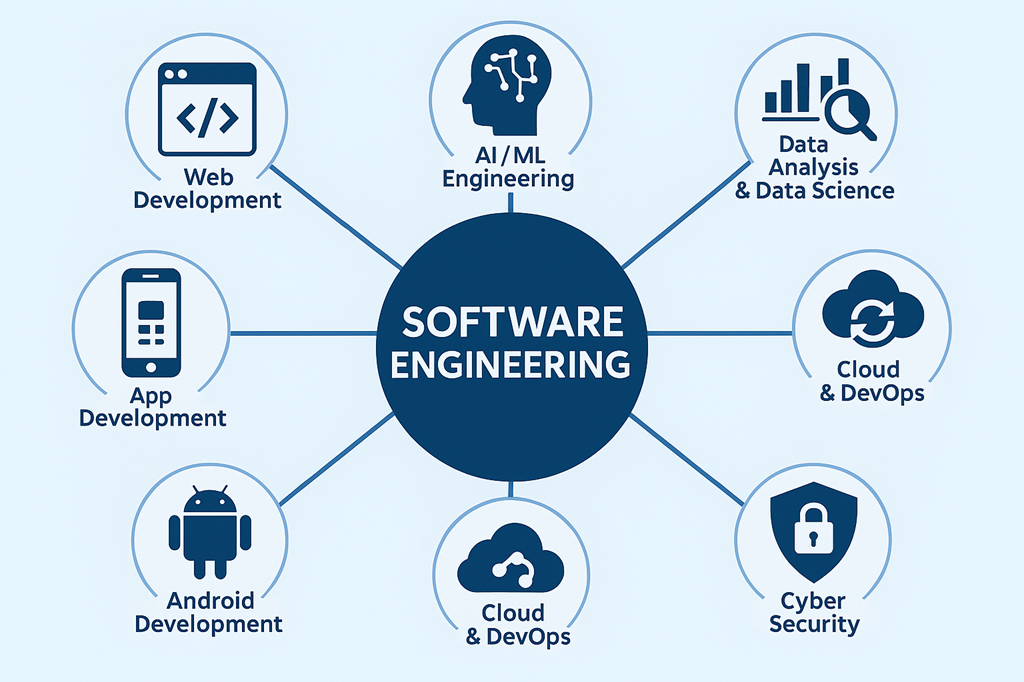 </>
Web
Development
AI / ML
Engineering
Data
Analysis
& Data Science
App
Development
SOFTWARE
ENGINEERING
Cloud
& DevOps
Android
Development
Cloud
& DevOps
Cyber
Security